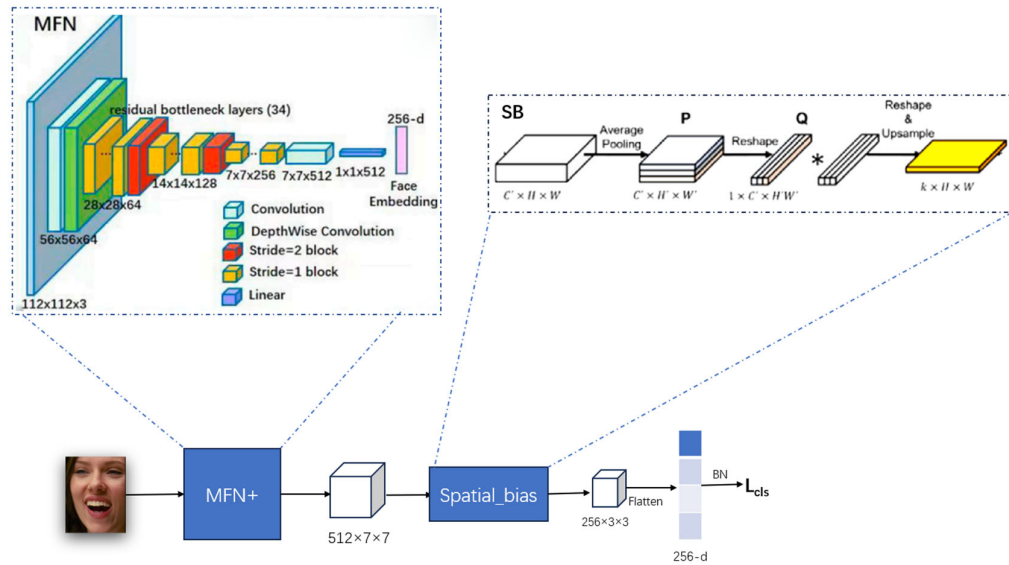 MFN
residual bottleneck layers (34)
256-d
7x7x256
7x7x512
1x1x512
14x14x128
28x28x64
56x56x64
112x112x3
Face
Embedding
Convolution
DepthWise Convolution
Stride=2 block
Stride=1 block
Linear
SB
Average
Pooling
P
Reshape
Q
*
Reshape
&
Upsample
C' × H × W
C' × H' × W'
1 × C' × H'W'
k × H × W
MFN+
512×7×7
Spatial_bias
256×3×3
Flatten
BN
Lcls
256-d